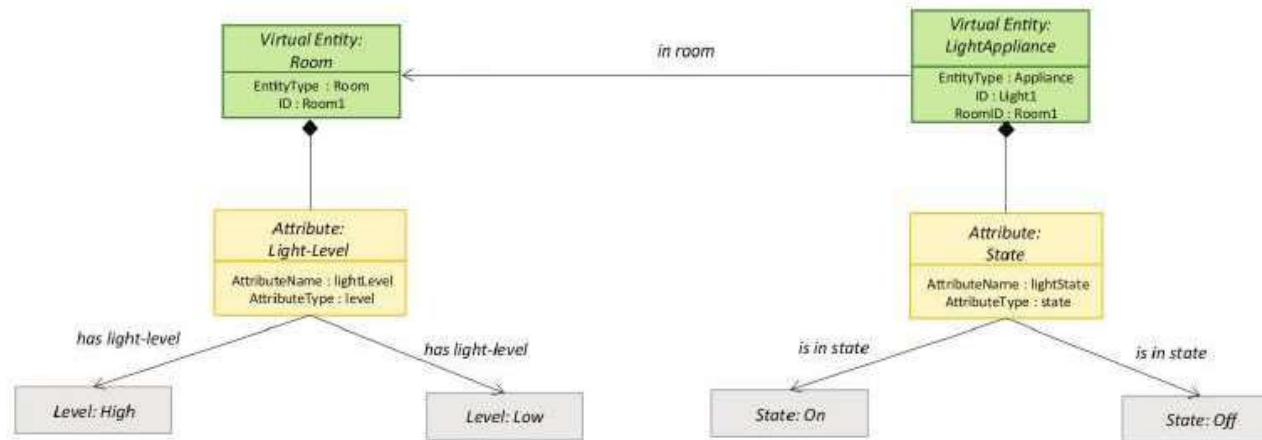 Virtual Entity:
Room
EntityType : Room
ID : Room1
in room
Virtual Entity:
LightAppliance
EntityType : Appliance
ID : Light1
RoomID : Room1
Attribute:
Light-Level
AttributeName : lightLevel
AttributeType : level
Attribute:
State
AttributeName : lightState
AttributeType : state
has light-level
has light-level
is in state
is in state
Level: High
Level: Low
State: On
State: Off